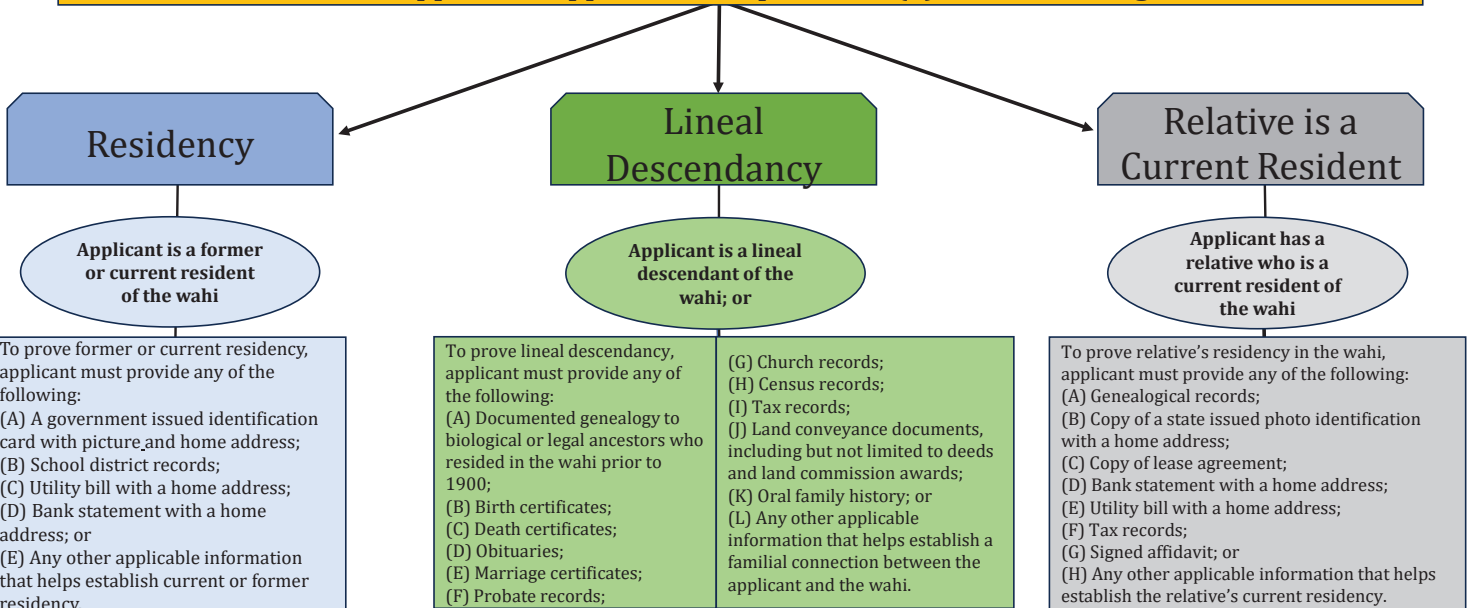 Residency
Lineal
Descendancy
Relative is a
Current Resident
Applicant is a former
or current resident
of the wahi
Applicant is a lineal
descendant of the
wahi; or
Applicant has a
relative who is a
current resident of
the wahi
To prove former or current residency,
applicant must provide any of the
following:
(A) A government issued identification
card with picture and home address;
(B) School district records;
(C) Utility bill with a home address;
(D) Bank statement with a home
address; or
(E) Any other applicable information
that helps establish current or former
residency.
To prove lineal descendancy,
applicant must provide any of
the following:
(A) Documented genealogy to
biological or legal ancestors who
resided in the wahi prior to
1900;
(B) Birth certificates;
(C) Death certificates;
(D) Obituaries;
(E) Marriage certificates;
(F) Probate records;
(G) Church records;
(H) Census records;
(I) Tax records;
(J) Land conveyance documents,
including but not limited to deeds
and land commission awards;
(K) Oral family history; or
(L) Any other applicable
information that helps establish a
familial connection between the
applicant and the wahi.
To prove relative’s residency in the wahi,
applicant must provide any of the following:
(A) Genealogical records;
(B) Copy of a state issued photo identification
with a home address;
(C) Copy of lease agreement;
(D) Bank statement with a home address;
(E) Utility bill with a home address;
(F) Tax records;
(G) Signed affidavit; or
(H) Any other applicable information that helps
establish the relative’s current residency.